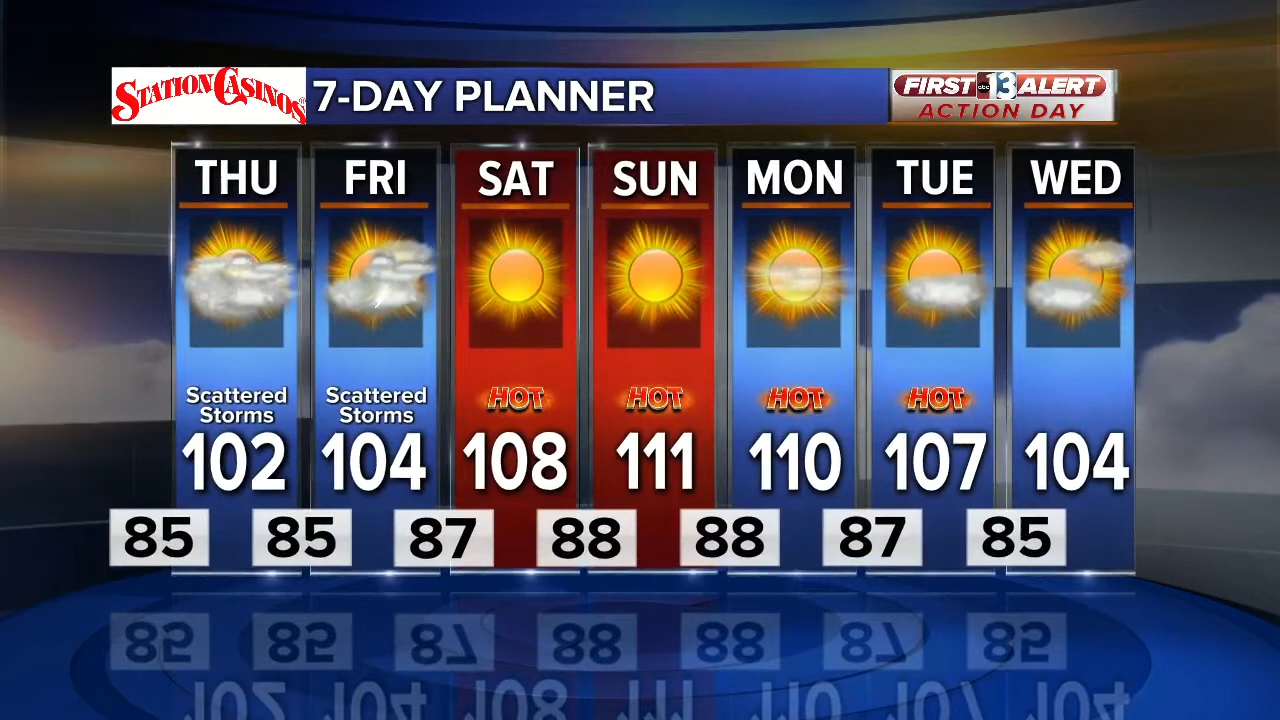 STATION CASINOS 7-DAY PLANNER FIRST abc 13 ALERT
ACTION DAY
THU FRI SAT SUN MON TUE WED
Scattered Storms Scattered Storms HOT HOT HOT HOT
102 104 108 111 110 107 104
85 85 87 88 88 87 85